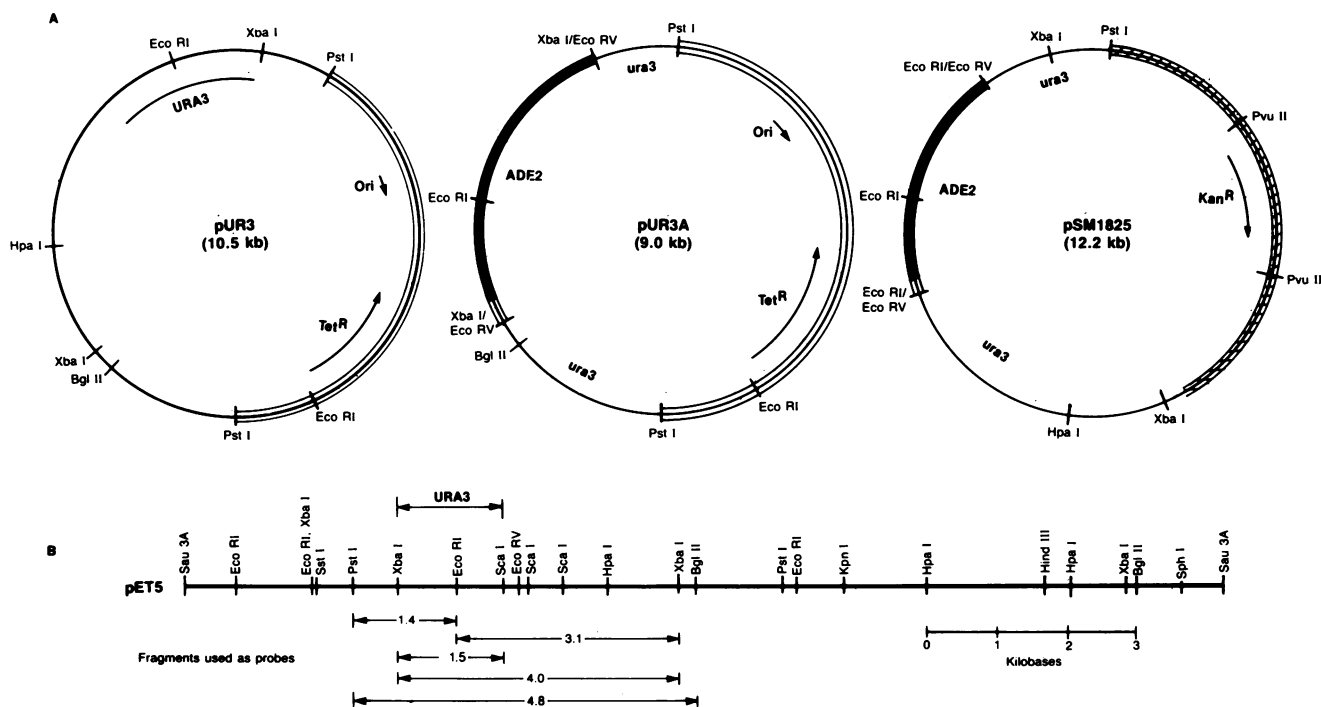 A
Eco RI
Xba I
Pst I
URA3
Ori
Hpa I
pUR3
(10.5 kb)
TetR
Xba I
Bgl II
Pst I
Eco RI
Xba I/Eco RV
Pst I
ura3
Ori
ADE2
Eco RI
pUR3A
(9.0 kb)
TetR
Xba I/
Eco RV
Bgl II
ura3
Eco RI
Pst I
Xba I
Pst I
Eco RI/Eco RV
ura3
Pvu II
KanR
Eco RI
ADE2
pSM1825
(12.2 kb)
Pvu II
Eco RI/
Eco RV
ura3
Xba I
Hpa I
URA3
B
Sau 3A
Eco RI
Eco RI, Xba I
Sst I
Pst I
Xba I
Eco RI
Sca I
Eco RV
Sca I
Sca I
Hpa I
Xba I
Bgl II
Pst I
Eco RI
Kpn I
Hpa I
Hind III
Hpa I
Xba I
Bgl II
Sph I
Sau 3A
pET5
1.4
3.1
Fragments used as probes
1.5
4.0
4.8
0 1 2 3
Kilobases